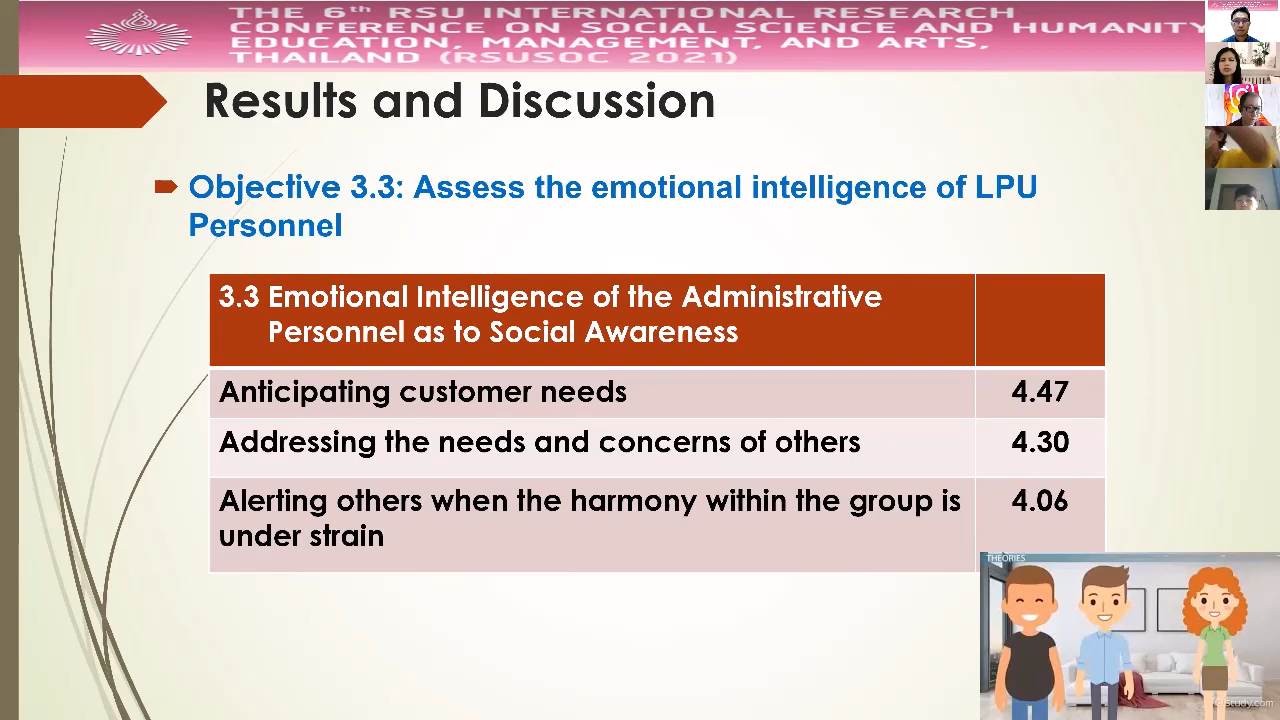 THE 6th RSU INTERNATIONAL RESEARCH
CONFERENCE ON SOCIAL SCIENCE AND HUMANITY
EDUCATION, MANAGEMENT, AND ARTS,
THAILAND (RSUSOC 2021)
Results and Discussion
Objective 3.3: Assess the emotional intelligence of LPU
Personnel
3.3 Emotional Intelligence of the Administrative
Personnel as to Social Awareness
Anticipating customer needs 4.47
Addressing the needs and concerns of others 4.30
Alerting others when the harmony within the group is 4.06
under strain
THEORIES
Study.com